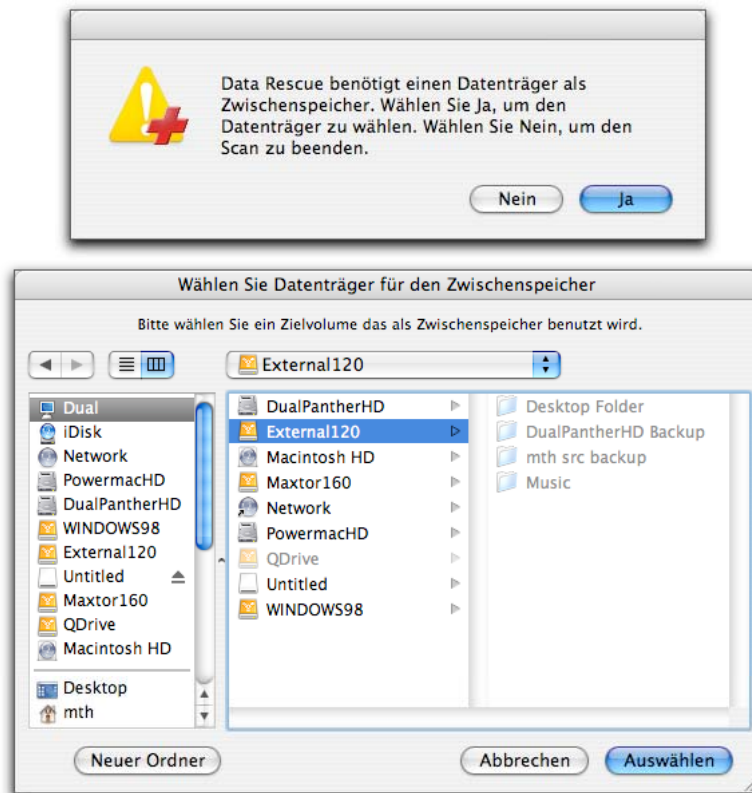 Data Rescue benötigt einen Datenträger als
Zwischenspeicher. Wählen Sie Ja, um den
Datenträger zu wählen. Wählen Sie Nein, um den
Scan zu beenden.
Nein
Ja
Wählen Sie Datenträger für den Zwischenspeicher
Bitte wählen Sie ein Zielvolume das als Zwischenspeicher benutzt wird.
External120
Dual
iDisk
Network
PowermacHD
DualPantherHD
WINDOWS98
External120
Untitled
Maxtor160
QDrive
Macintosh HD
Desktop
mth
DualPantherHD
External120
Macintosh HD
Maxtor160
Network
PowermacHD
QDrive
Untitled
WINDOWS98
Desktop Folder
DualPantherHD Backup
mth src backup
Music
Neuer Ordner
Abbrechen
Auswählen